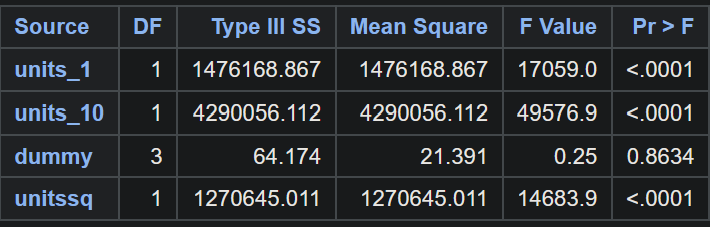 Source DF Type III SS Mean Square F Value Pr > F
units_1 1 1476168.867 1476168.867 17059.0 <.0001
units_10 1 4290056.112 4290056.112 49576.9 <.0001
dummy 3 64.174 21.391 0.25 0.8634
unitssq 1 1270645.011 1270645.011 14683.9 <.0001